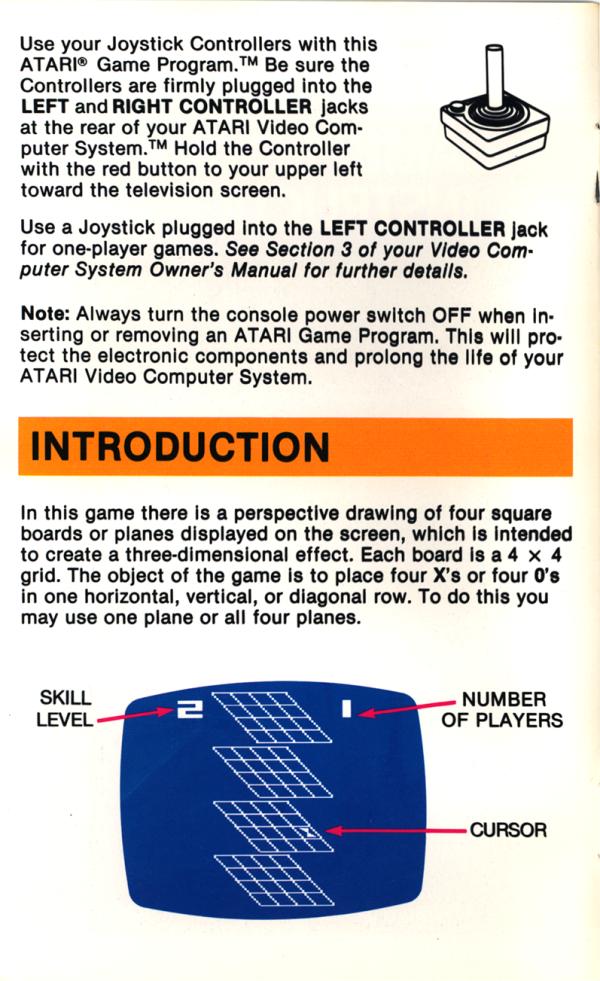 Use your Joystick Controllers with this
ATARI® Game Program.™ Be sure the
Controllers are firmly plugged into the
LEFT and RIGHT CONTROLLER jacks
at the rear of your ATARI Video Com-
puter System.™ Hold the Controller
with the red button to your upper left
toward the television screen.
Use a Joystick plugged into the LEFT CONTROLLER jack
for one-player games. See Section 3 of your Video Com-
puter System Owner's Manual for further details.
Note: Always turn the console power switch OFF when in-
serting or removing an ATARI Game Program. This will pro-
tect the electronic components and prolong the life of your
ATARI Video Computer System.
INTRODUCTION
In this game there is a perspective drawing of four square
boards or planes displayed on the screen, which is intended
to create a three-dimensional effect. Each board is a 4 × 4
grid. The object of the game is to place four X's or four 0's
in one horizontal, vertical, or diagonal row. To do this you
may use one plane or all four planes.
SKILL
LEVEL
2
1
NUMBER
OF PLAYERS
CURSOR